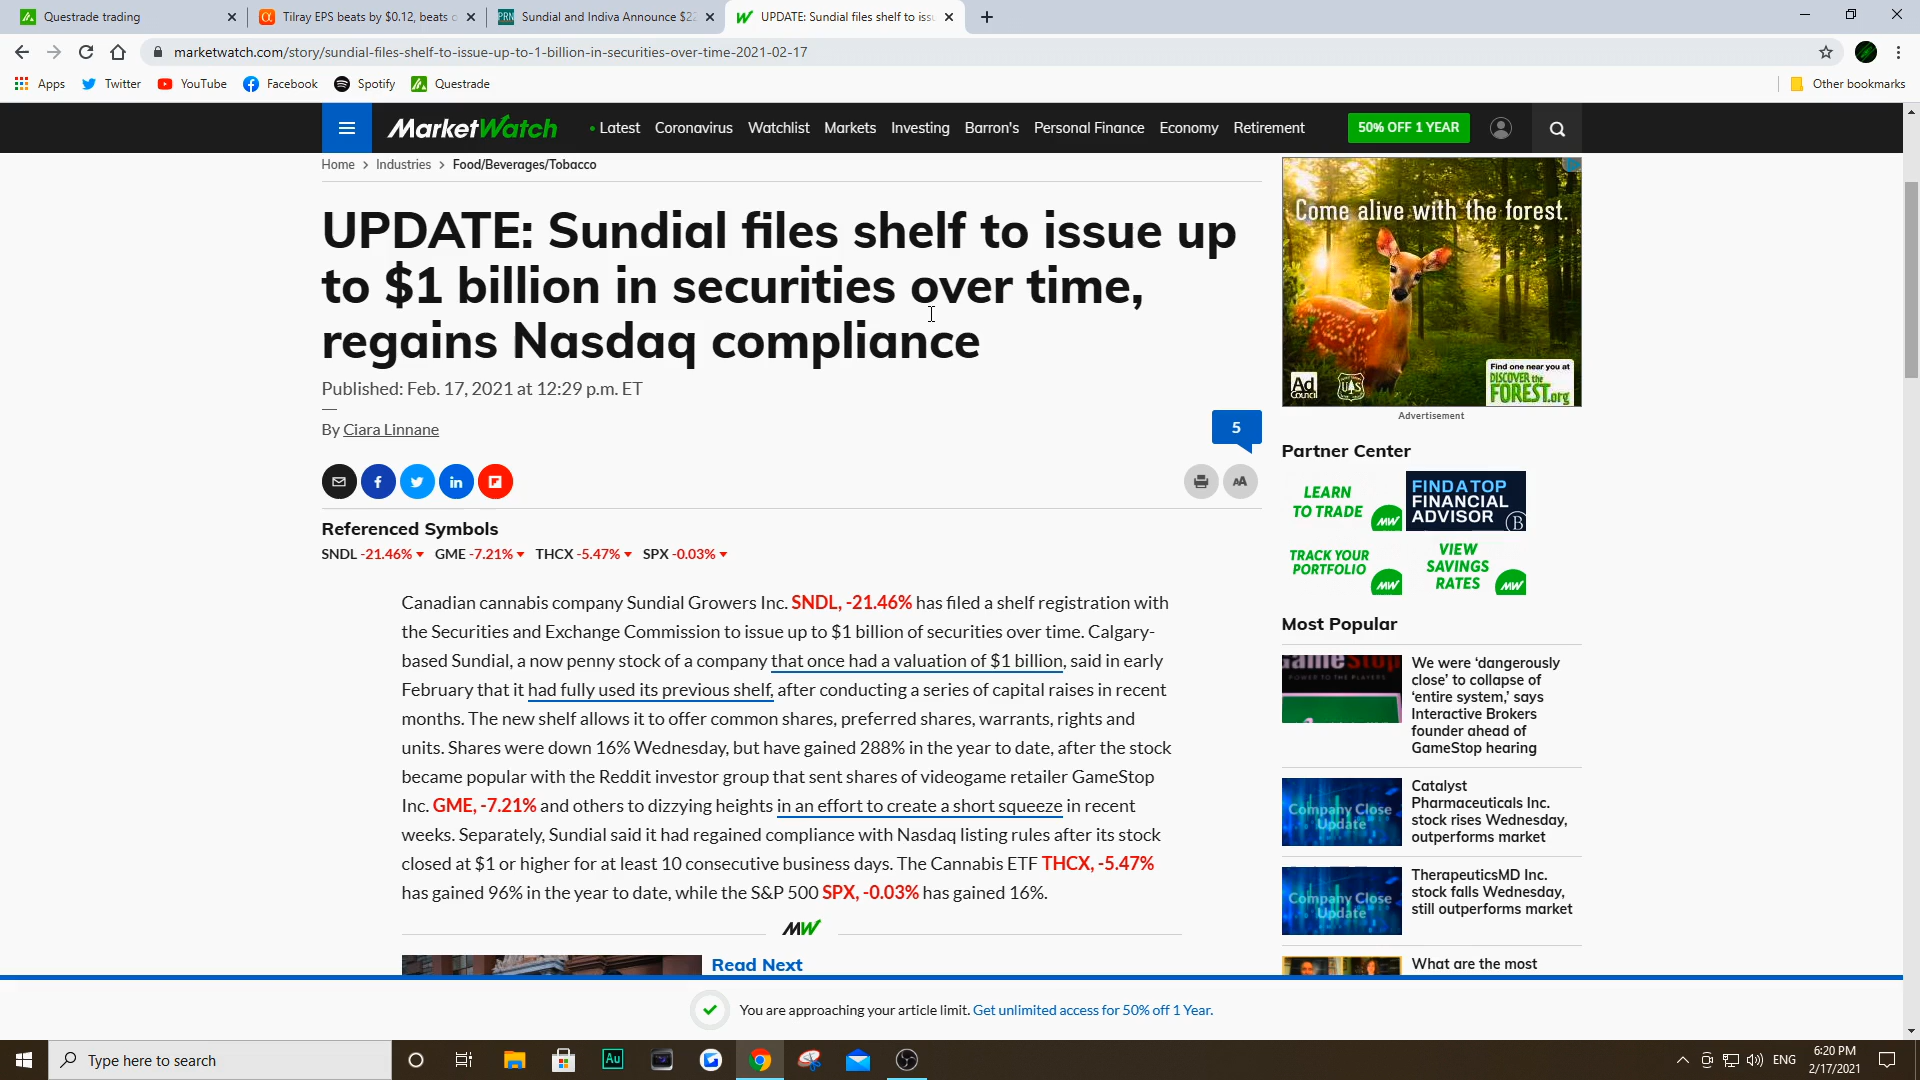 Questrade trading
Tilray EPS beats by $0.12, beats o
Sundial and Indiva Announce $22
UPDATE: Sundial files shelf to issu
marketwatch.com/story/sundial-files-shelf-to-issue-up-to-1-billion-in-securities-over-time-2021-02-17
Apps Twitter YouTube Facebook Spotify Questrade Other bookmarks
MarketWatch • Latest Coronavirus Watchlist Markets Investing Barron's Personal Finance Economy Retirement 50% OFF 1 YEAR
Home > Industries > Food/Beverages/Tobacco
UPDATE: Sundial files shelf to issue up
to $1 billion in securities over time,
regains Nasdaq compliance
Published: Feb. 17, 2021 at 12:29 p.m. ET
By Ciara Linnane
5
AA
Referenced Symbols
SNDL -21.46% GME -7.21% THCX -5.47% SPX -0.03%
Canadian cannabis company Sundial Growers Inc. SNDL, -21.46% has filed a shelf registration with
the Securities and Exchange Commission to issue up to $1 billion of securities over time. Calgary-
based Sundial, a now penny stock of a company that once had a valuation of $1 billion, said in early
February that it had fully used its previous shelf, after conducting a series of capital raises in recent
months. The new shelf allows it to offer common shares, preferred shares, warrants, rights and
units. Shares were down 16% Wednesday, but have gained 288% in the year to date, after the stock
became popular with the Reddit investor group that sent shares of videogame retailer GameStop
Inc. GME, -7.21% and others to dizzying heights in an effort to create a short squeeze in recent
weeks. Separately, Sundial said it had regained compliance with Nasdaq listing rules after its stock
closed at $1 or higher for at least 10 consecutive business days. The Cannabis ETF THCX, -5.47%
has gained 96% in the year to date, while the S&P 500 SPX, -0.03% has gained 16%.
MW
Read Next
Come alive with the forest.
Ad
Council
UAS
Find one near you at
DISCOVER the
FOREST.org
Advertisement
Partner Center
LEARN
TO TRADE
MW
FIND A TOP
FINANCIAL
ADVISOR
B
TRACK YOUR
PORTFOLIO
MW
VIEW
SAVINGS
RATES
MW
Most Popular
GameStop
POWER TO THE PLAYERS
We were ‘dangerously
close’ to collapse of
‘entire system,’ says
Interactive Brokers
founder ahead of
GameStop hearing
Company Close
Update
Catalyst
Pharmaceuticals Inc.
stock rises Wednesday,
outperforms market
Company Close
Update
TherapeuticsMD Inc.
stock falls Wednesday,
still outperforms market
What are the most
You are approaching your article limit. Get unlimited access for 50% off 1 Year.
Type here to search
Au
ENG
6:20 PM
2/17/2021